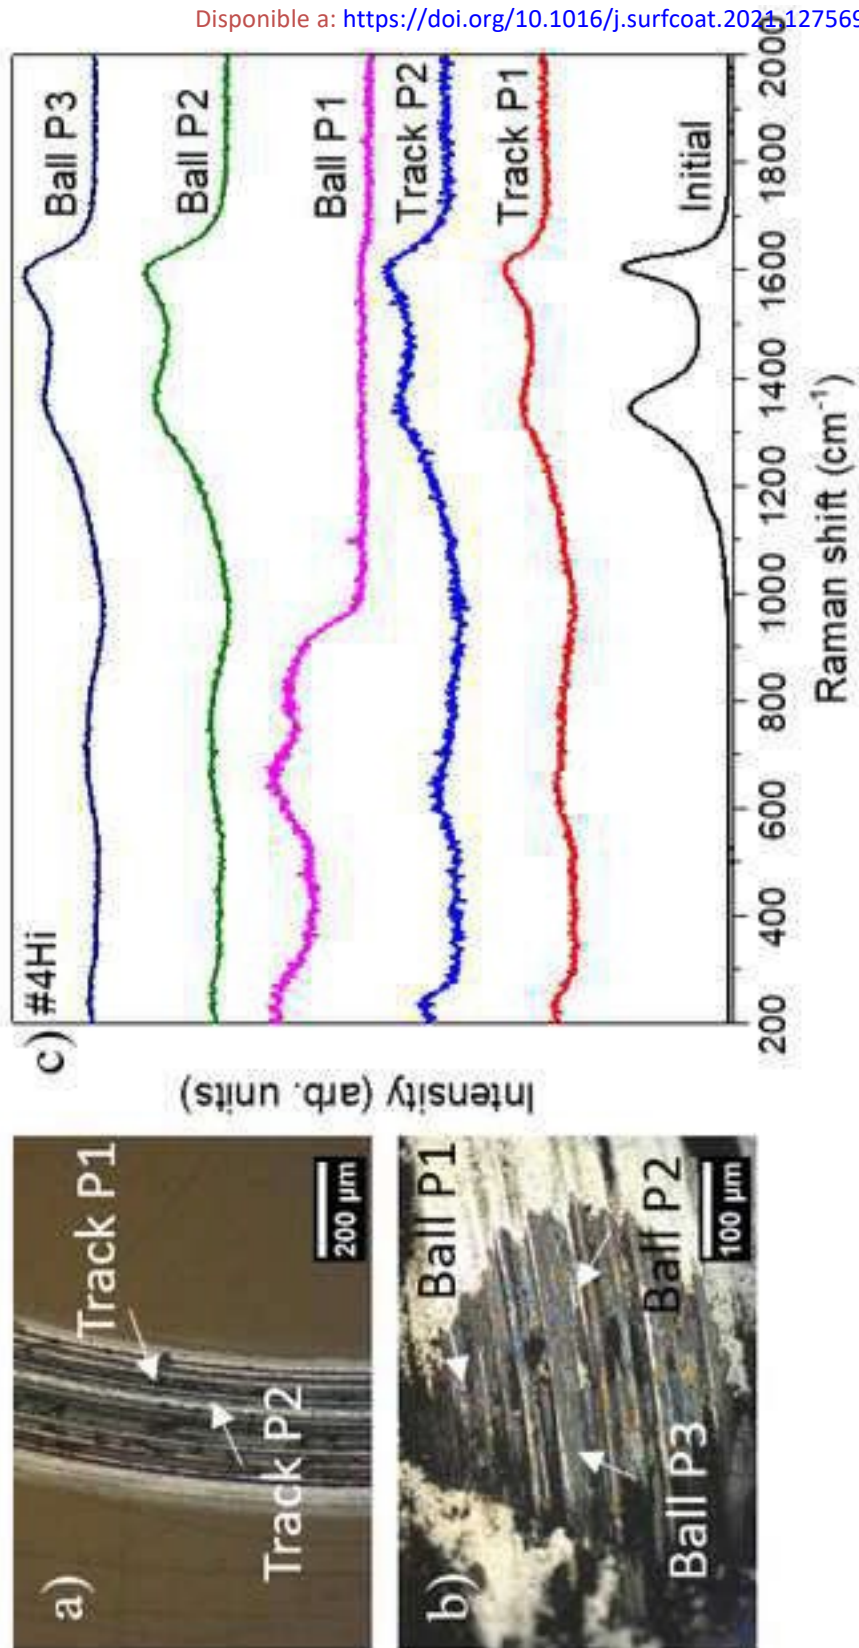 Disponible a: https://doi.org/10.1016/j.surfcoat.2021.127569
a)
Track P1
Track P2
200 µm
b)
Ball P1
Ball P2
Ball P3
100 µm
c)
#4Hi
Ball P3
Ball P2
Ball P1
Track P2
Track P1
Initial
Intensity (arb. units)
200 400 600 800 1000 1200 1400 1600 1800 2000
Raman shift (cm⁻¹)